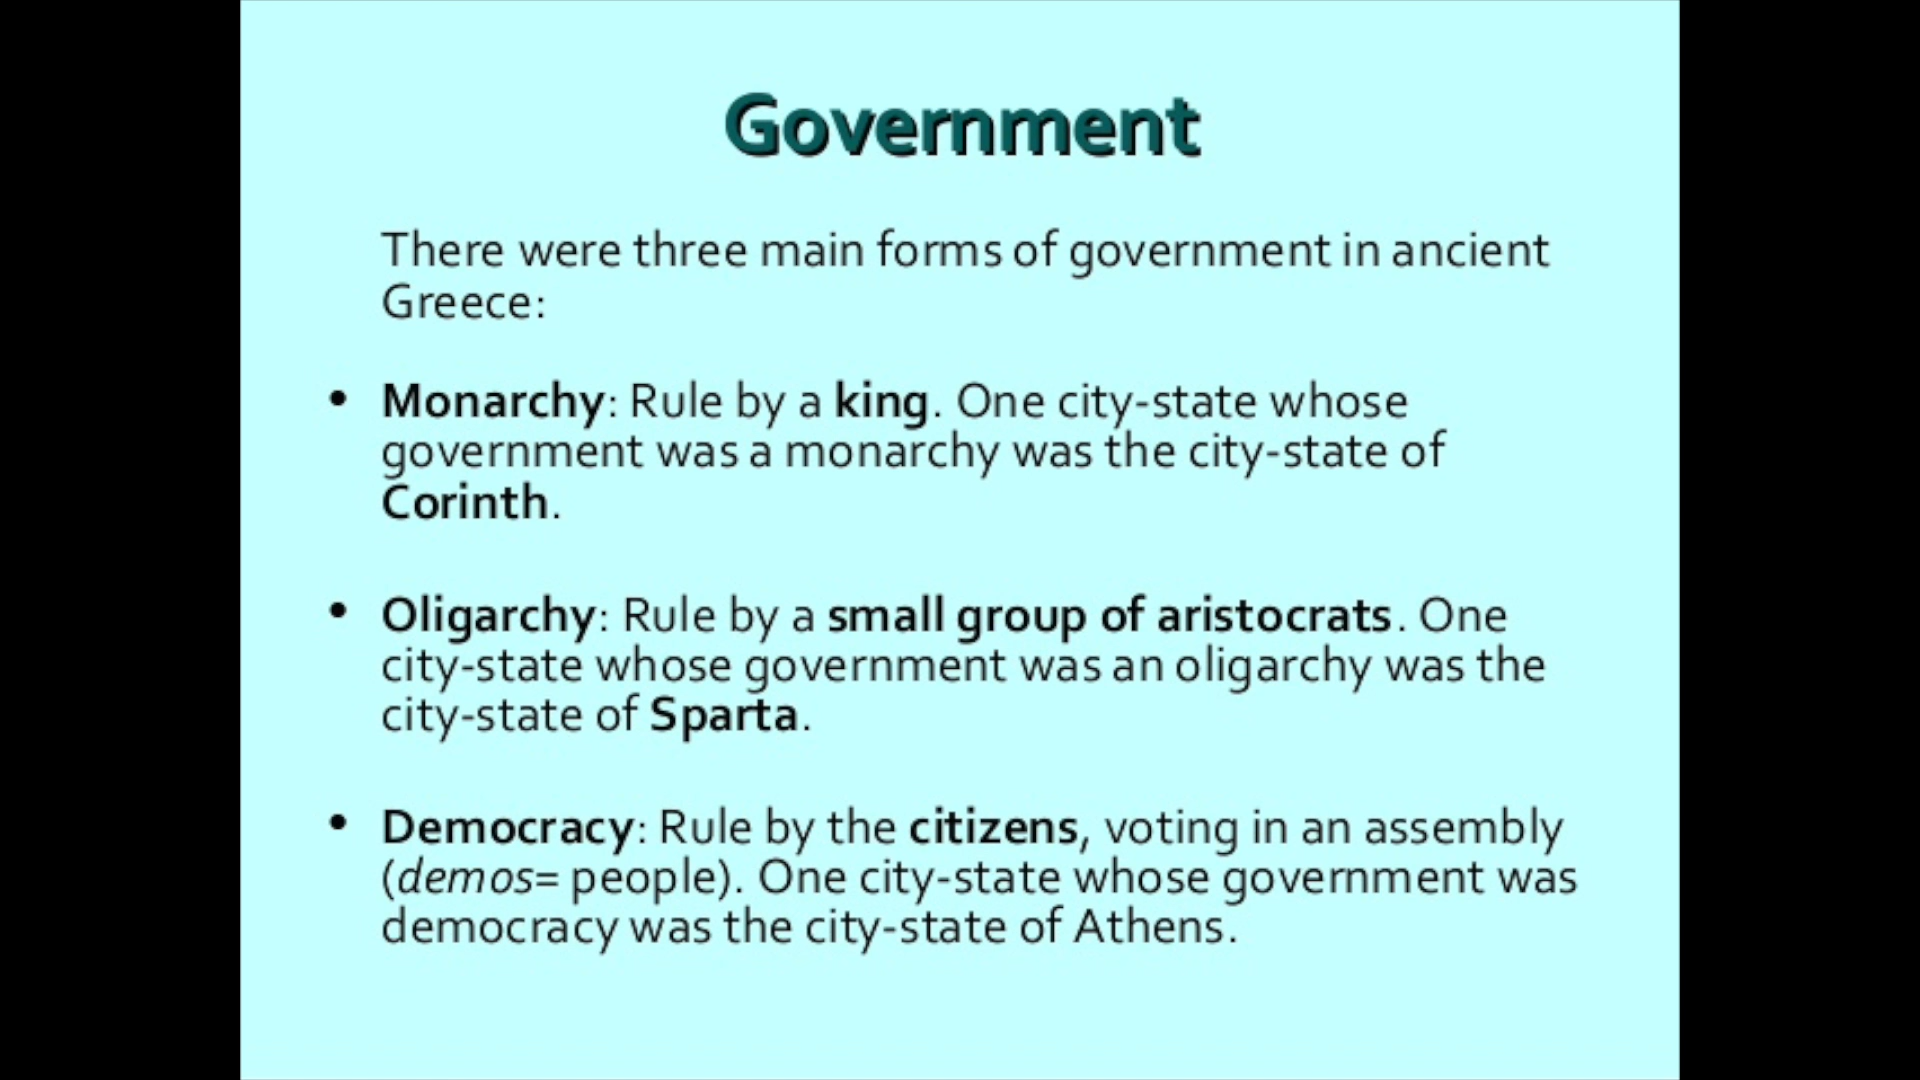 Government
There were three main forms of government in ancient
Greece:
• Monarchy: Rule by a king. One city-state whose
government was a monarchy was the city-state of
Corinth.
• Oligarchy: Rule by a small group of aristocrats. One
city-state whose government was an oligarchy was the
city-state of Sparta.
• Democracy: Rule by the citizens, voting in an assembly
(demos= people). One city-state whose government was
democracy was the city-state of Athens.